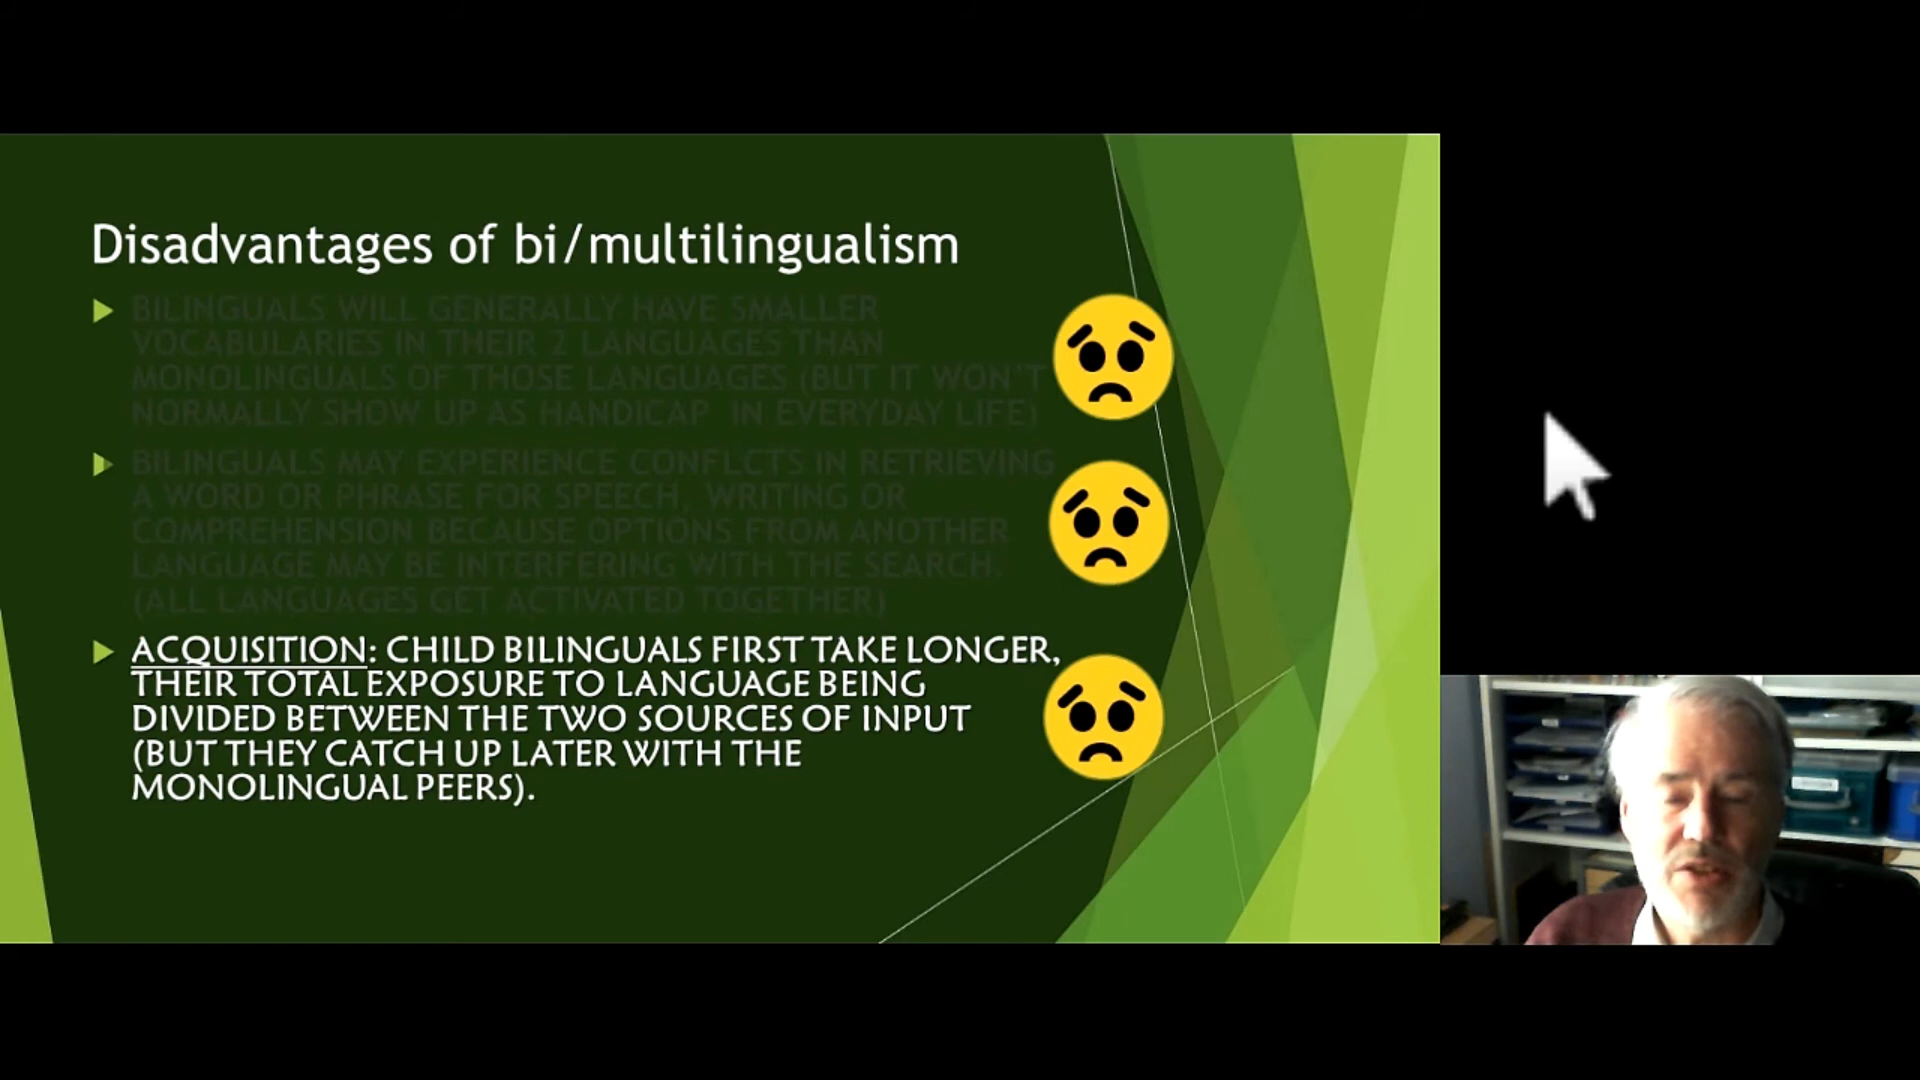 Disadvantages of bi/multilingualism
BILINGUALS WILL GENERALLY HAVE SMALLER
VOCABULARIES IN THEIR 2 LANGUAGES THAN
MONOLINGUALS OF THOSE LANGUAGES (BUT IT WON'T
NORMALLY SHOW UP AS HANDICAP IN EVERYDAY LIFE)
BILINGUALS MAY EXPERIENCE CONFLCTS IN RETRIEVING
A WORD OR PHRASE FOR SPEECH, WRITING OR
COMPREHENSION BECAUSE OPTIONS FROM ANOTHER
LANGUAGE MAY BE INTERFERING WITH THE SEARCH.
(ALL LANGUAGES GET ACTIVATED TOGETHER)
ACQUISITION: CHILD BILINGUALS FIRST TAKE LONGER,
THEIR TOTAL EXPOSURE TO LANGUAGE BEING
DIVIDED BETWEEN THE TWO SOURCES OF INPUT
(BUT THEY CATCH UP LATER WITH THE
MONOLINGUAL PEERS).